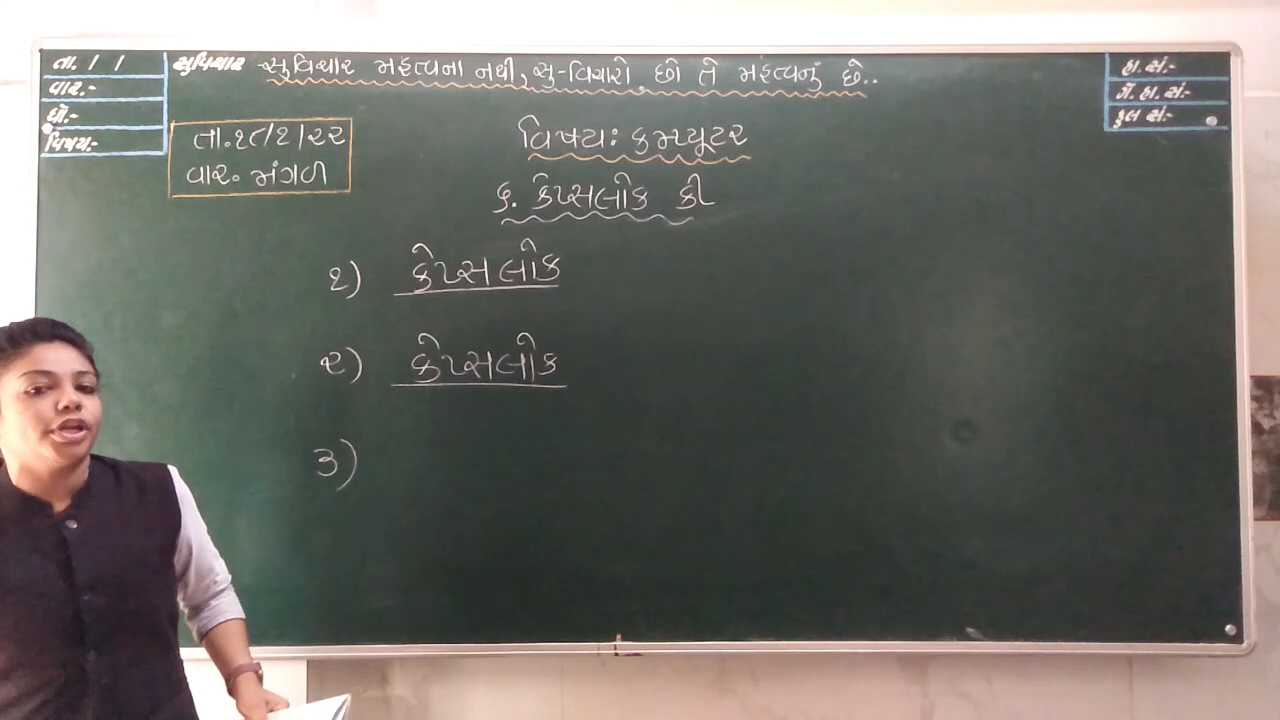 તા. / /
વાર.-
ધો.-
વિષય.-
સુવિચાર - સુવિચાર મહત્વના નથી, સુ-વિચારો છો તે મહત્વનું છે..
હા. સં.-
ગૈ. હા. સં.-
કુલ સં.-
તા.૧૮/૧/૨૨
વાર. મંગળ
વિષય: કમ્પ્યૂટર
૬. કેપ્સલોક કી
૧) કેપ્સલોક
૨) કેપ્સલોક
૩)